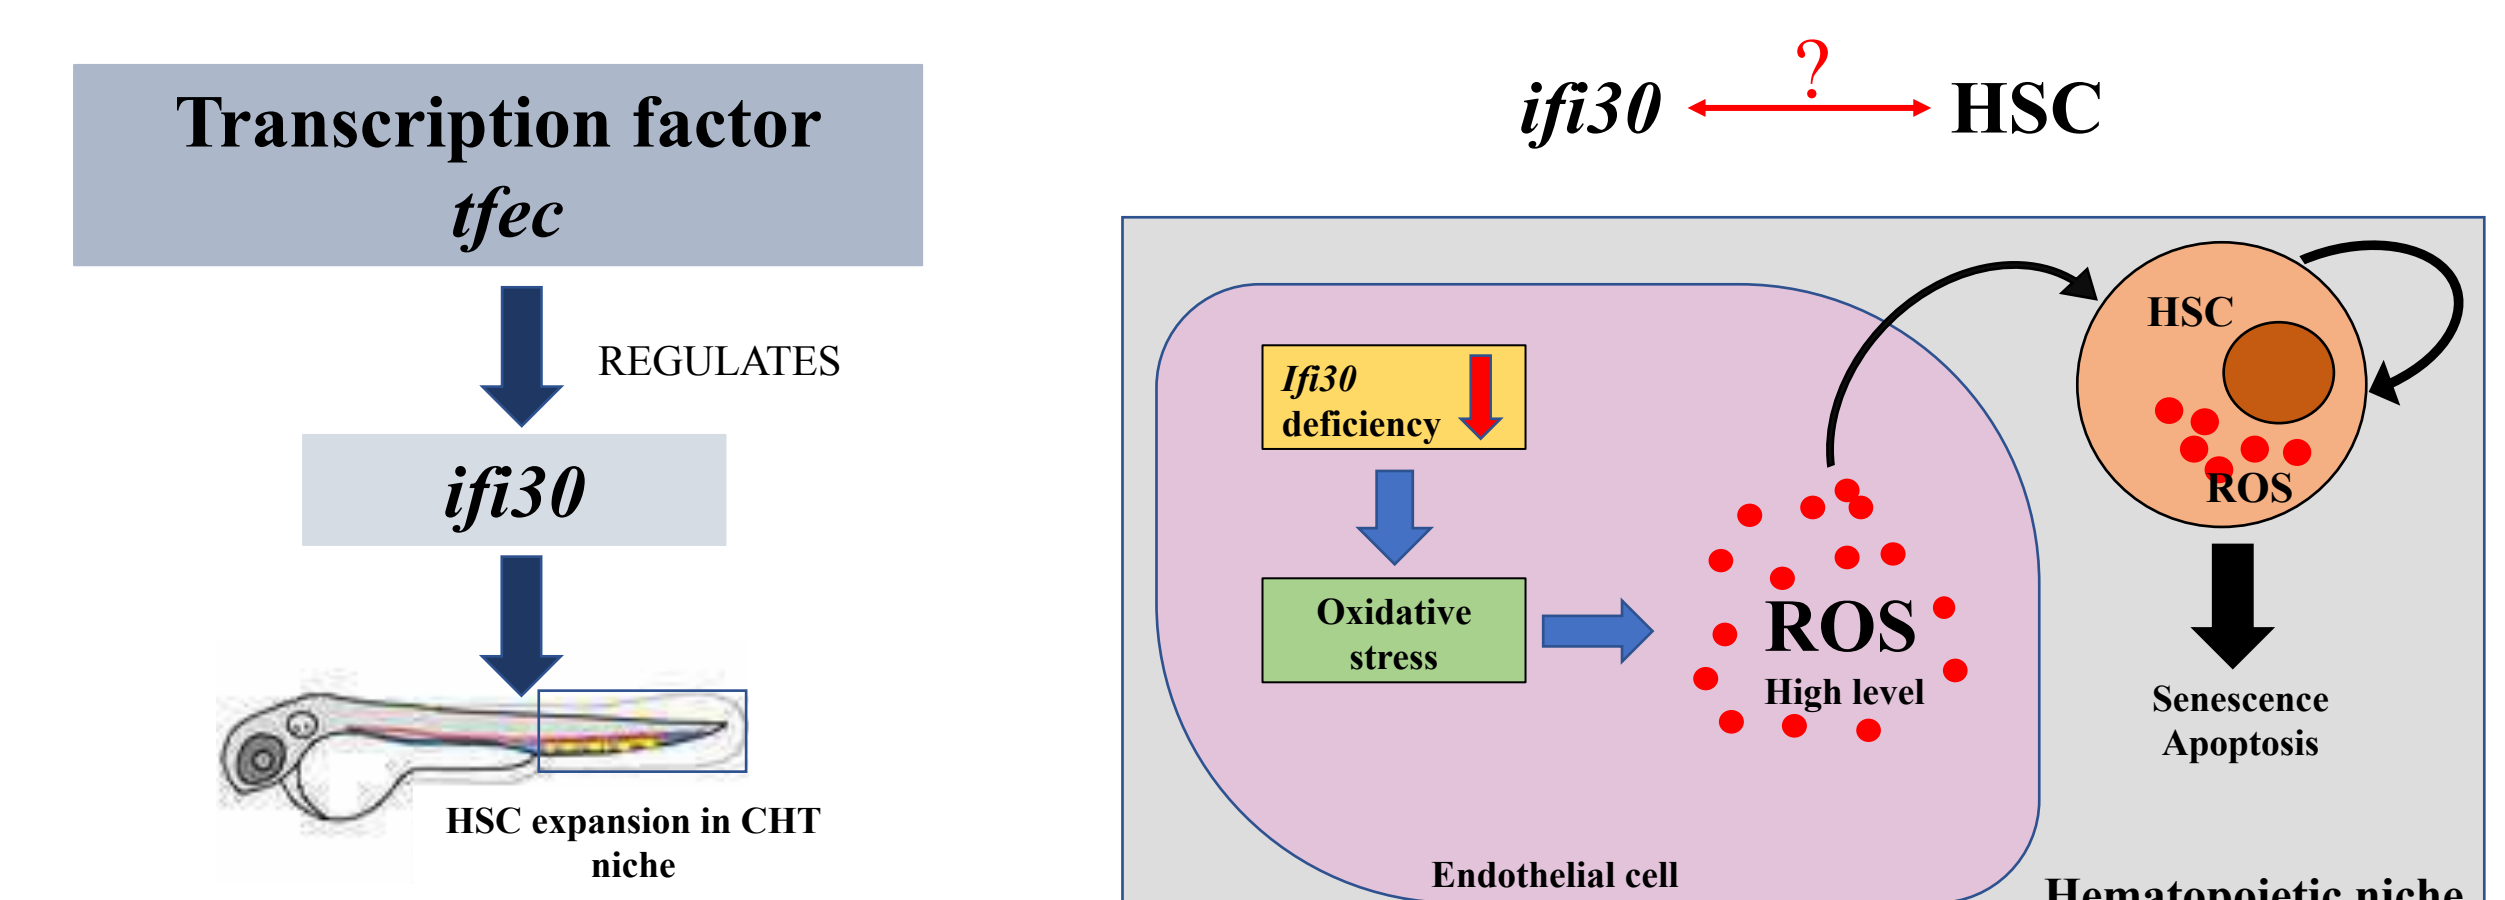 Transcription factor
tfec
REGULATES
ifi30
HSC expansion in CHT
niche
?
ifi30
HSC
Ifi30
deficiency
Oxidative
stress
ROS
High level
Endothelial cell
HSC
ROS
Senescence
Apoptosis
Hematopoietic niche